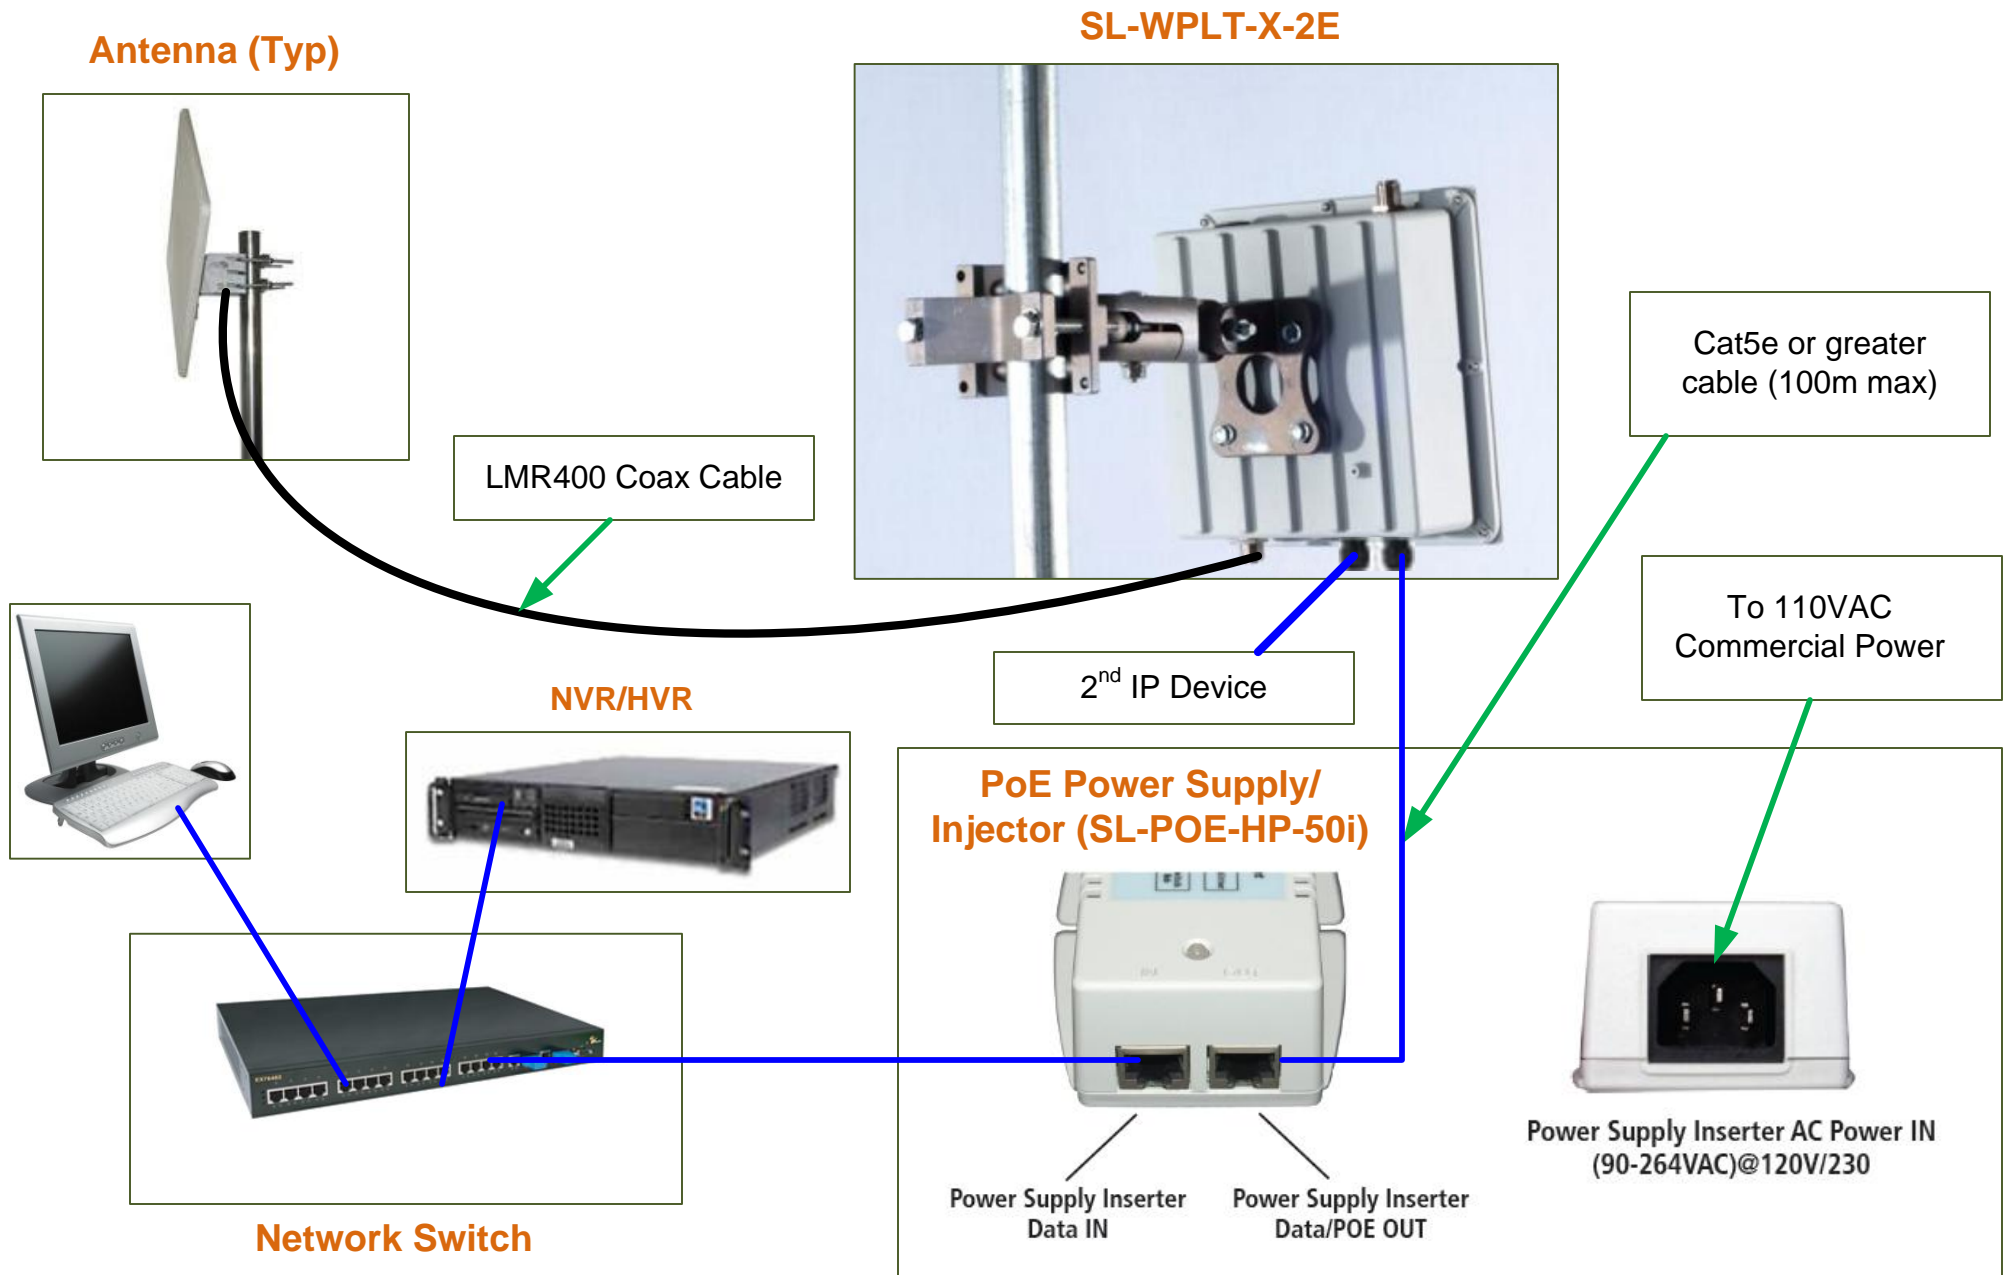 SL-WPLT-X-2E
Antenna (Typ)
Cat5e or greater
cable (100m max)
LMR400 Coax Cable
To 110VAC
Commercial Power
2nd IP Device
NVR/HVR
PoE Power Supply/
Injector (SL-POE-HP-50i)
IN
OUT
Power Supply Inserter AC Power IN
(90-264VAC)@120V/230
Power Supply Inserter
Data IN
Power Supply Inserter
Data/POE OUT
Network Switch